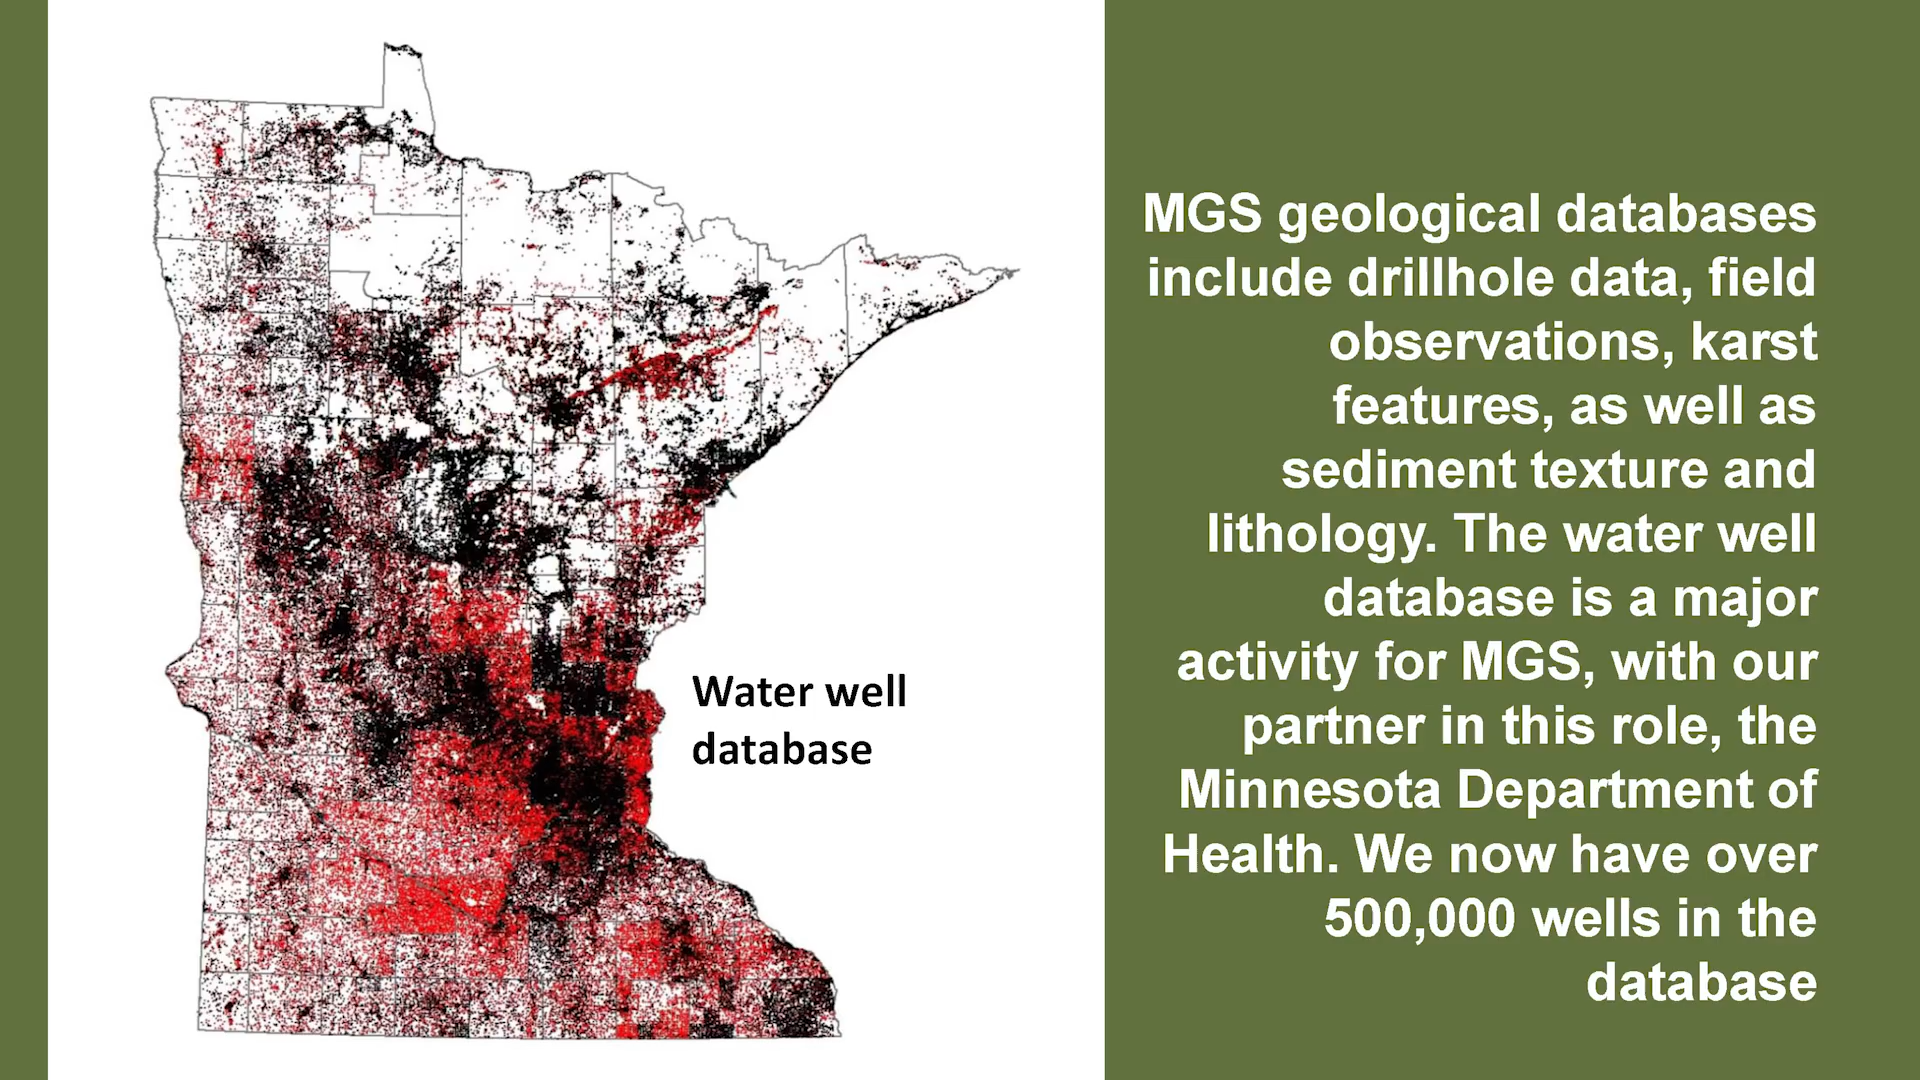 Water well
database
MGS geological databases
include drillhole data, field
observations, karst
features, as well as
sediment texture and
lithology. The water well
database is a major
activity for MGS, with our
partner in this role, the
Minnesota Department of
Health. We now have over
500,000 wells in the
database